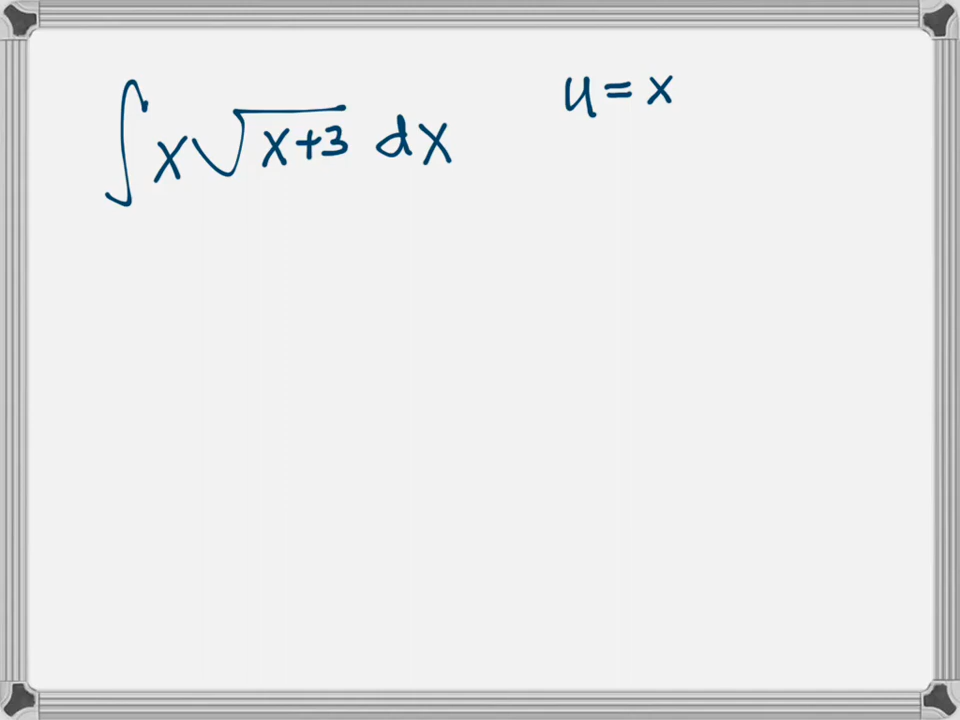 ∫ x√(x+3) dx u = x